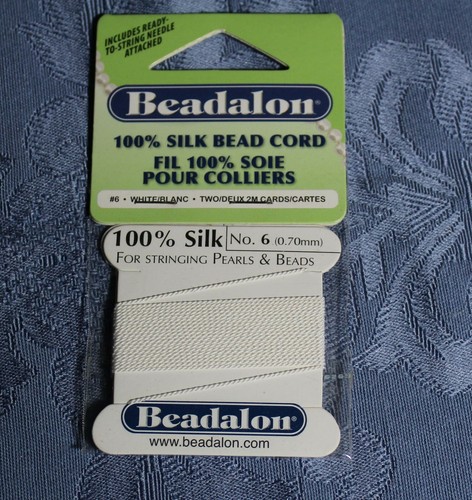 INCLUDES READY-
TO-STRING NEEDLE
ATTACHED
Beadalon®
100% SILK BEAD CORD
FIL 100% SOIE
POUR COLLIERS
#6 • WHITE/BLANC • TWO/DEUX 2M CARDS/CARTES
100% Silk No. 6 (0.70mm)
FOR STRINGING PEARLS & BEADS
Beadalon®
www.beadalon.com